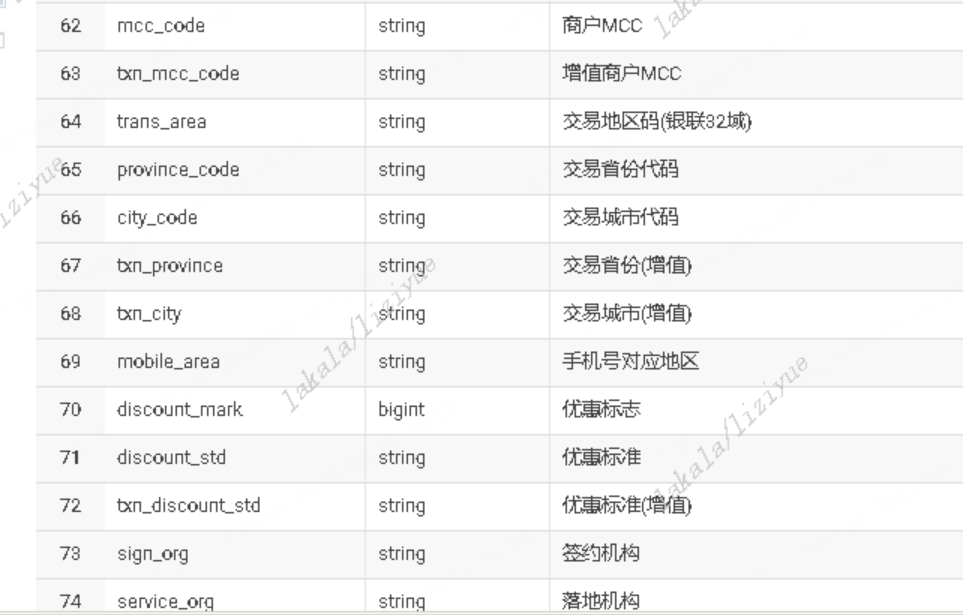 62 mcc_code string 商户MCC
63 txn_mcc_code string 增值商户MCC
64 trans_area string 交易地区码(银联32域)
65 province_code string 交易省份代码
66 city_code string 交易城市代码
67 txn_province string 交易省份(增值)
68 txn_city string 交易城市(增值)
69 mobile_area string 手机号对应地区
70 discount_mark bigint 优惠标志
71 discount_std string 优惠标准
72 txn_discount_std string 优惠标准(增值)
73 sign_org string 签约机构
74 service_org string 落地机构
lakala/liziyue
lakala/liziyue